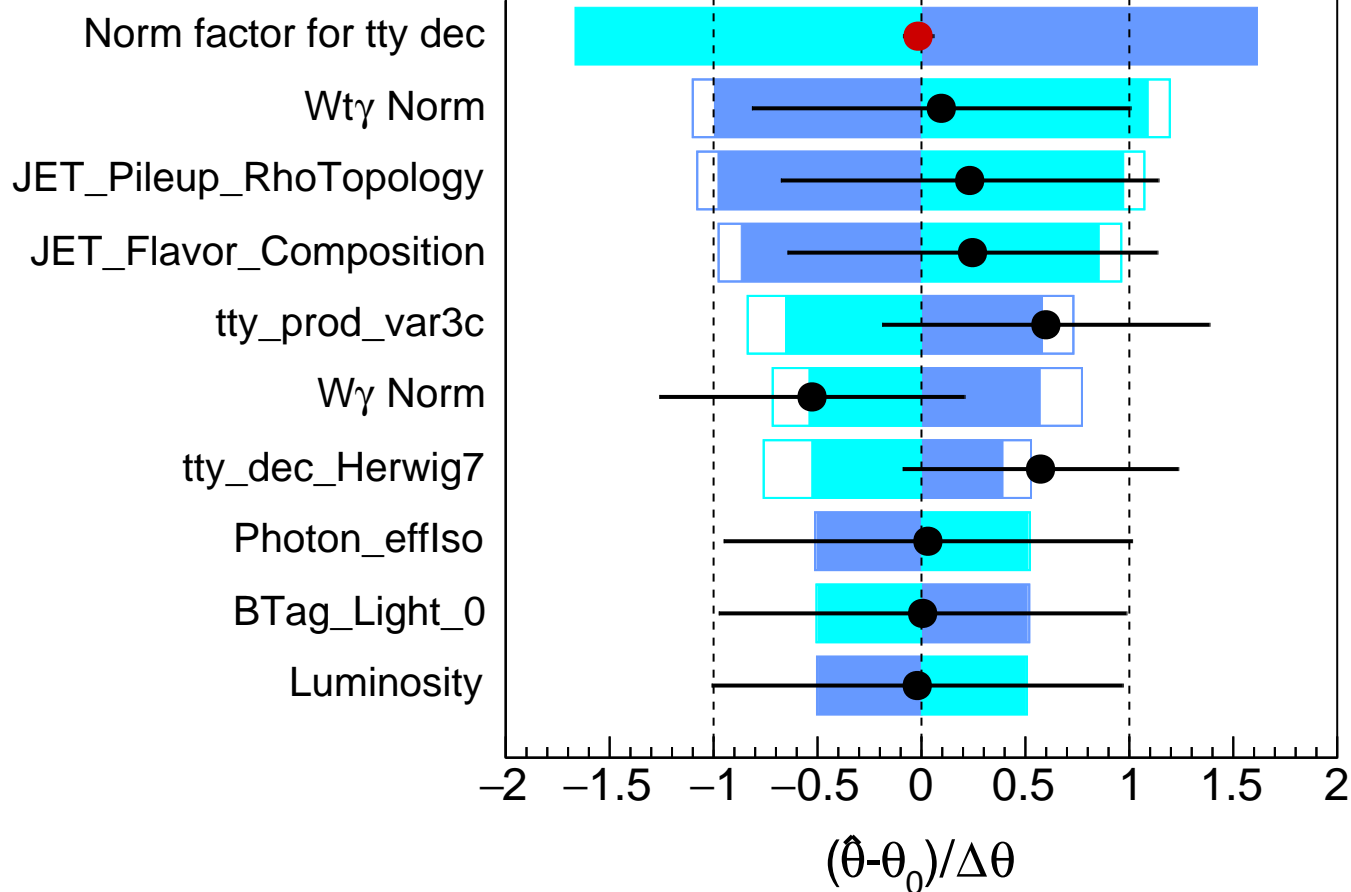 Norm factor for tty dec
Wtγ Norm
JET_Pileup_RhoTopology
JET_Flavor_Composition
tty_prod_var3c
Wγ Norm
tty_dec_Herwig7
Photon_effIso
BTag_Light_0
Luminosity
−2 −1.5 −1 −0.5 0 0.5 1 1.5 2
(θ̂-θ₀)/Δθ